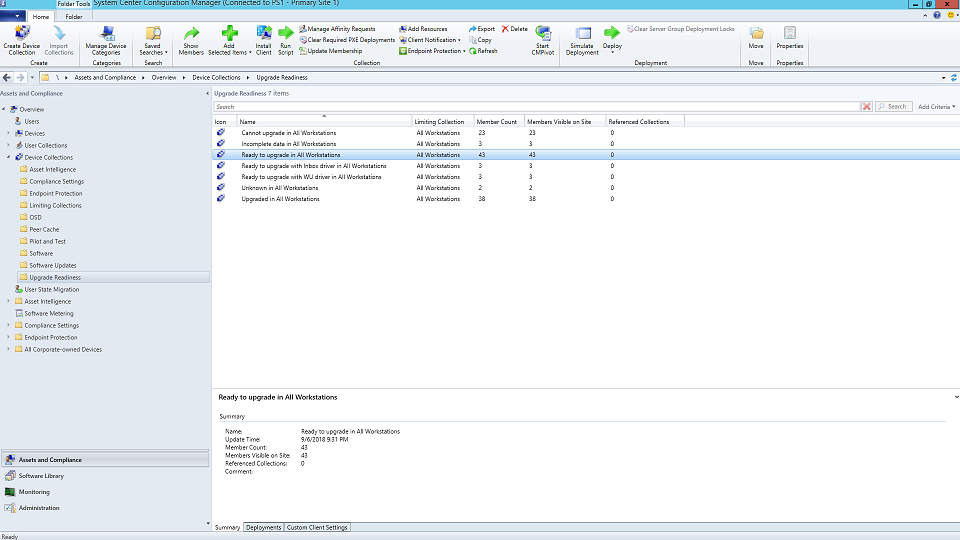 Folder Tools
System Center Configuration Manager (Connected to PS1 - Primary Site 1)
Home
Folder
Create Device Collection
Import Collections
Create
Manage Device Categories
Categories
Saved Searches
Search
Show Members
Add Selected Items
Install Client
Run Script
Manage Affinity Requests
Clear Required PXE Deployments
Update Membership
Add Resources
Client Notification
Endpoint Protection
Export
Copy
Refresh
Delete
Start CMPivot
Collection
Simulate Deployment
Deploy
Clear Server Group Deployment Locks
Deployment
Move
Move
Properties
Properties
\ Assets and Compliance Overview Device Collections Upgrade Readiness
Assets and Compliance
Overview
Users
Devices
User Collections
Device Collections
Asset Intelligence
Compliance Settings
Endpoint Protection
Limiting Collections
OSD
Peer Cache
Pilot and Test
Software
Software Updates
Upgrade Readiness
User State Migration
Asset Intelligence
Software Metering
Compliance Settings
Endpoint Protection
All Corporate-owned Devices
Assets and Compliance
Software Library
Monitoring
Administration
Upgrade Readiness 7 items
Search
Search
Add Criteria
Icon Name Limiting Collection Member Count Members Visible on Site Referenced Collections
Cannot upgrade in All Workstations All Workstations 23 23 0
Incomplete data in All Workstations All Workstations 3 3 0
Ready to upgrade in All Workstations All Workstations 43 43 0
Ready to upgrade with Inbox driver in All Workstations All Workstations 3 3 0
Ready to upgrade with WU driver in All Workstations All Workstations 3 3 0
Unknown in All Workstations All Workstations 2 2 0
Upgraded in All Workstations All Workstations 38 38 0
Ready to upgrade in All Workstations
Summary
Name: Ready to upgrade in All Workstations
Update Time: 9/6/2018 9:31 PM
Member Count: 43
Members Visible on Site: 43
Referenced Collections: 0
Comment:
Summary Deployments Custom Client Settings
Ready